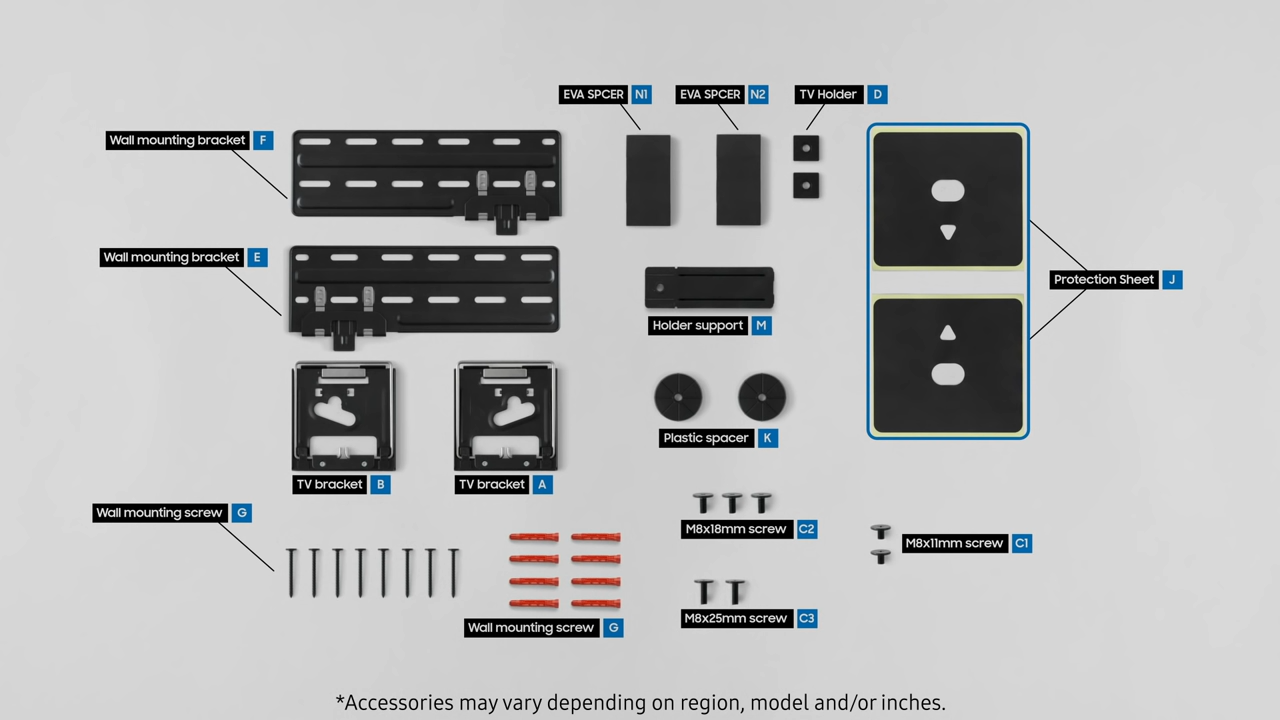 EVA SPCER N1
EVA SPCER N2
TV Holder D
Wall mounting bracket F
Wall mounting bracket E
Protection Sheet J
Holder support M
Plastic spacer K
TV bracket B
TV bracket A
Wall mounting screw G
M8x18mm screw C2
M8x11mm screw C1
M8x25mm screw C3
Wall mounting screw G
*Accessories may vary depending on region, model and/or inches.